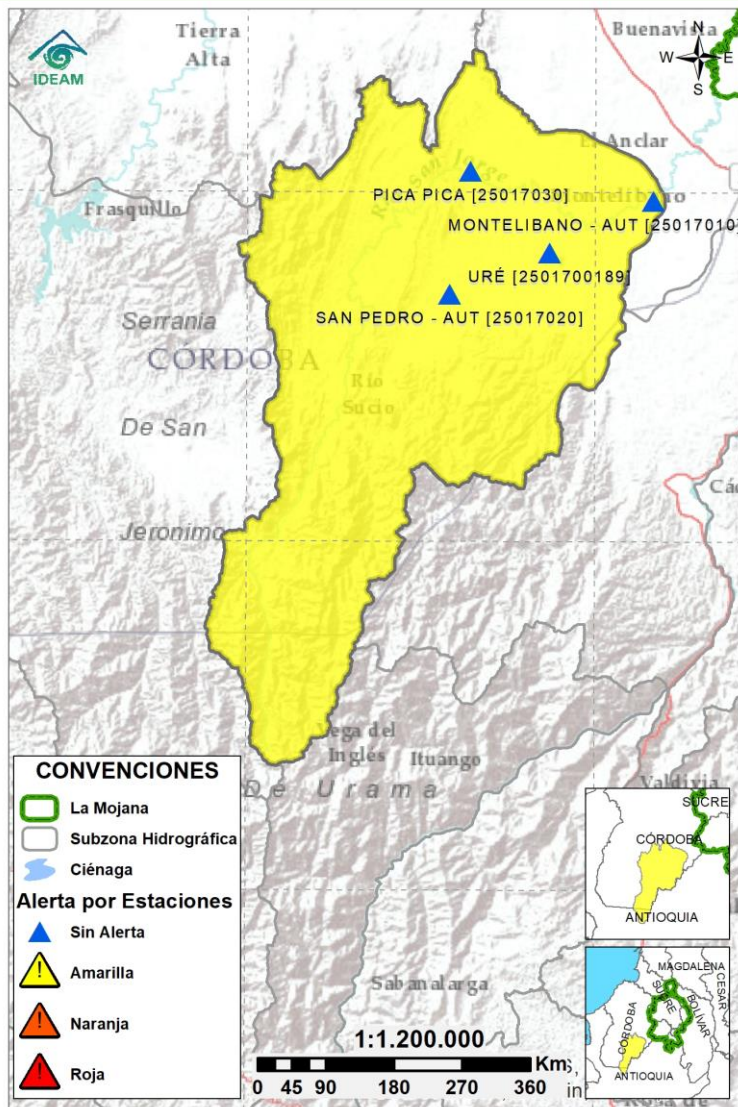 IDEAM
Tierra
Alta
Buenavista
N
W E
S
El Anclar
Frasquillo
PICA PICA [25017030]
MONTELIBANO - AUT [25017010]
URÉ [2501700189]
SAN PEDRO - AUT [25017020]
Serrania
CORDOBA
Río
Sucio
De San
Jeronimo
Vega del
Inglés
Ituango
De Urama
Valdivia
Sabanalarga
CONVENCIONES
La Mojana
Subzona Hidrográfica
Ciénaga
Alerta por Estaciones
Sin Alerta
Amarilla
Naranja
Roja
1:1.200.000
Km
0 45 90 180 270 360
SUCRE
CÓRDOBA
ANTIOQUIA
MAGDALENA
CESAR
SUCRE
BOLÍVAR
CÓRDOBA
ANTIOQUIA